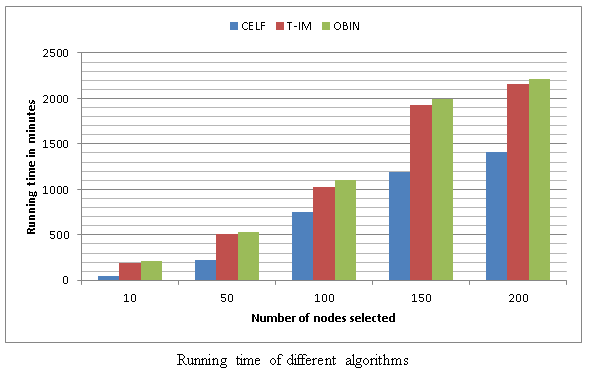 CELF T-IM OBIN
2500
2000
1500
1000
500
0
Running time in minutes
10 50 100 150 200
Number of nodes selected
Running time of different algorithms